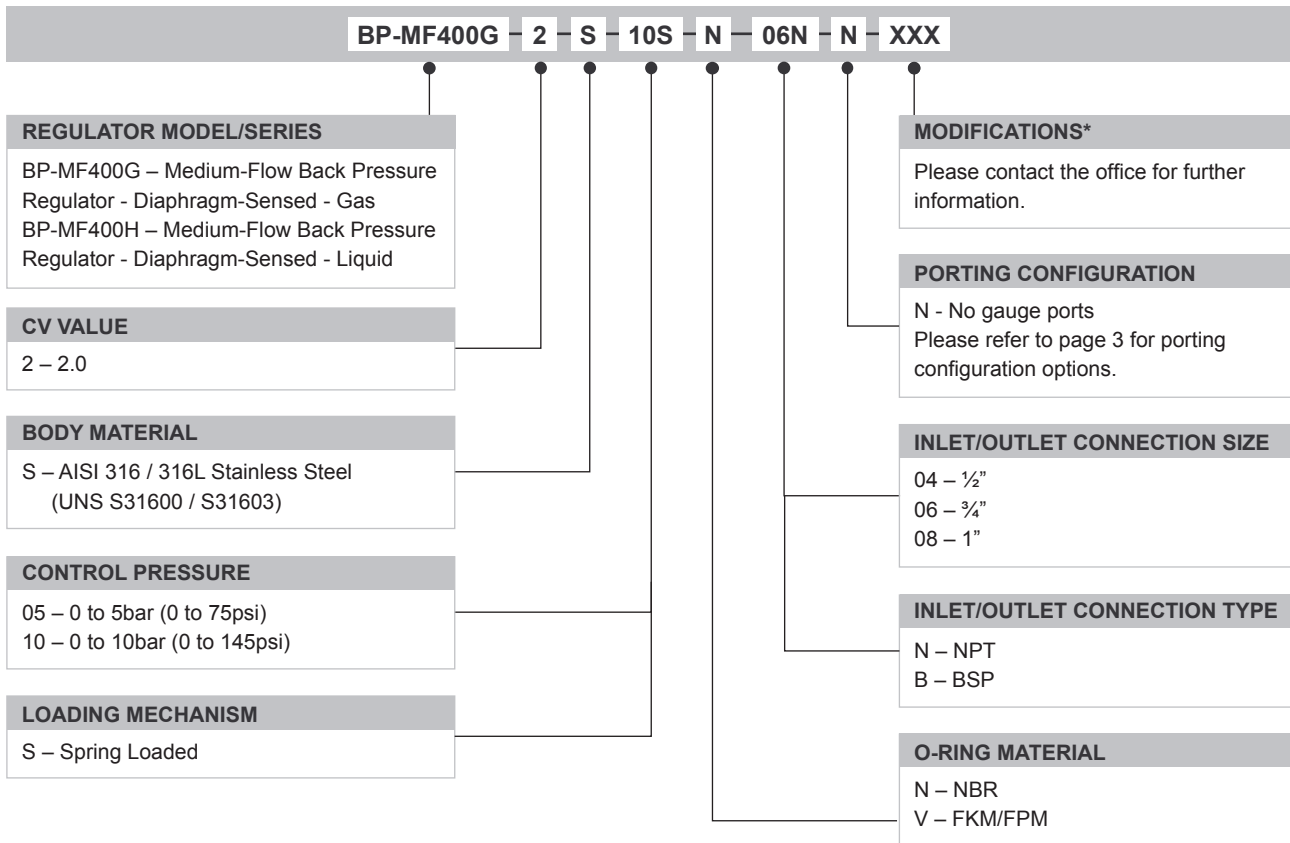 BP-MF400G 2 S 10S N 06N N XXX
REGULATOR MODEL/SERIES
BP-MF400G – Medium-Flow Back Pressure
Regulator - Diaphragm-Sensed - Gas
BP-MF400H – Medium-Flow Back Pressure
Regulator - Diaphragm-Sensed - Liquid
CV VALUE
2 – 2.0
BODY MATERIAL
S – AISI 316 / 316L Stainless Steel
(UNS S31600 / S31603)
CONTROL PRESSURE
05 – 0 to 5bar (0 to 75psi)
10 – 0 to 10bar (0 to 145psi)
LOADING MECHANISM
S – Spring Loaded
MODIFICATIONS*
Please contact the office for further
information.
PORTING CONFIGURATION
N - No gauge ports
Please refer to page 3 for porting
configuration options.
INLET/OUTLET CONNECTION SIZE
04 – ½”
06 – ¾”
08 – 1”
INLET/OUTLET CONNECTION TYPE
N – NPT
B – BSP
O-RING MATERIAL
N – NBR
V – FKM/FPM